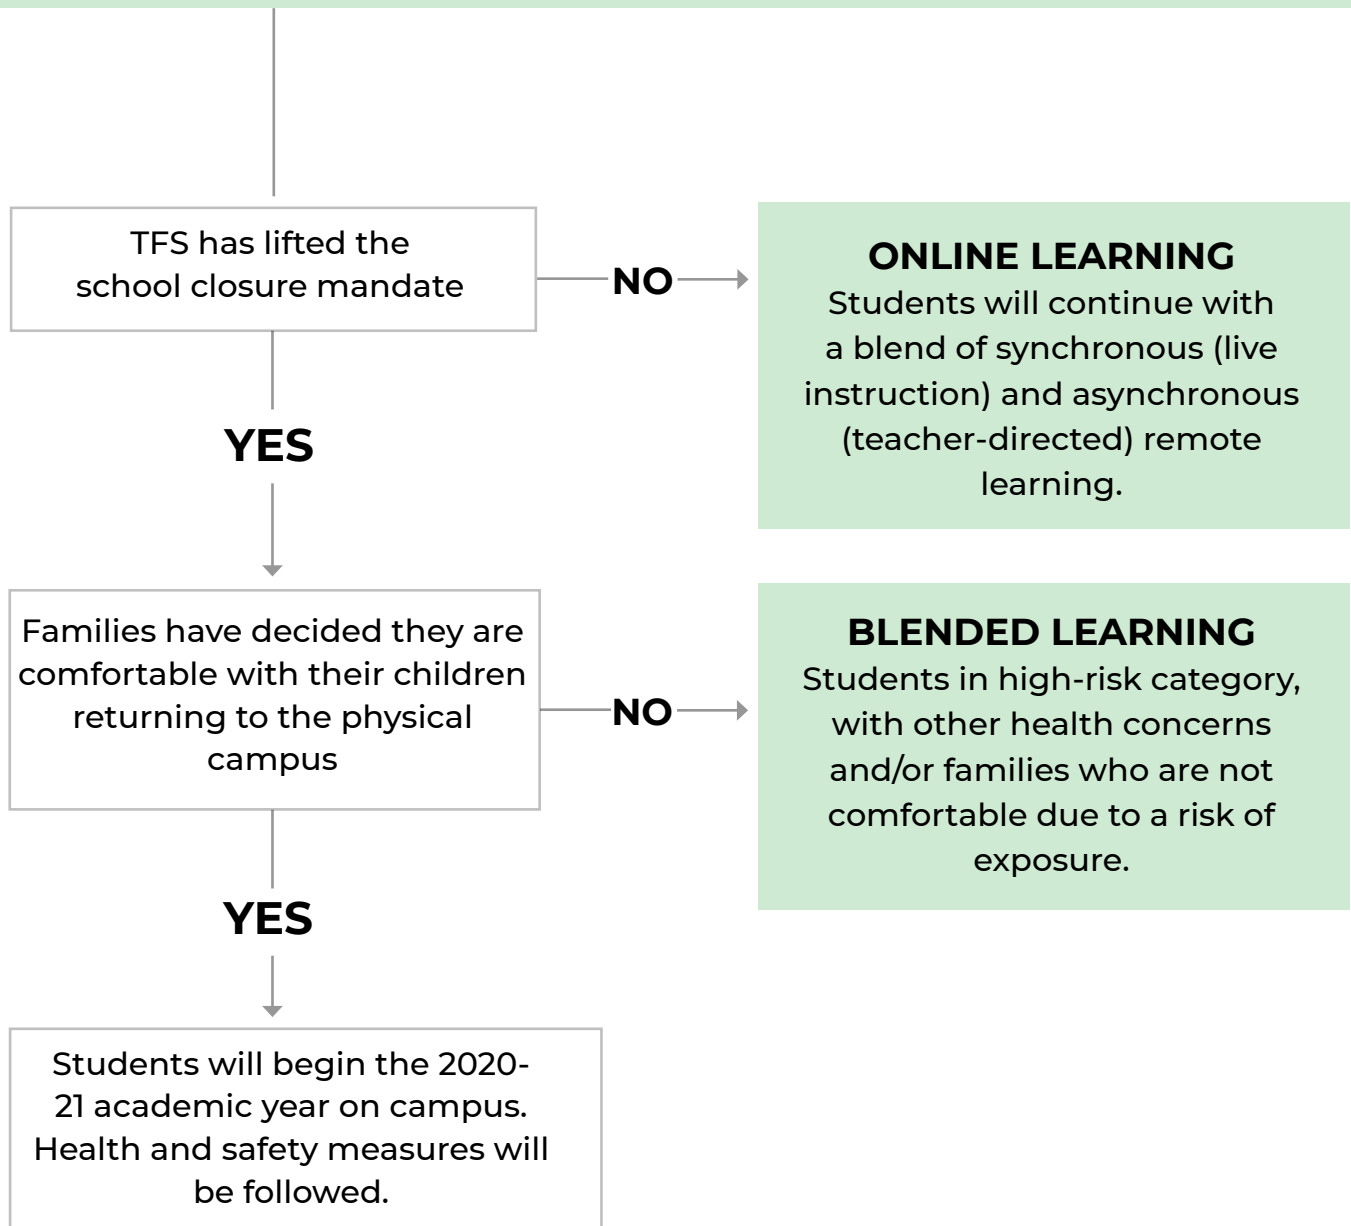 TFS has lifted the
school closure mandate
NO
ONLINE LEARNING
Students will continue with
a blend of synchronous (live
instruction) and asynchronous
(teacher-directed) remote
learning.
YES
Families have decided they are
comfortable with their children
returning to the physical
campus
NO
BLENDED LEARNING
Students in high-risk category,
with other health concerns
and/or families who are not
comfortable due to a risk of
exposure.
YES
Students will begin the 2020-
21 academic year on campus.
Health and safety measures will
be followed.